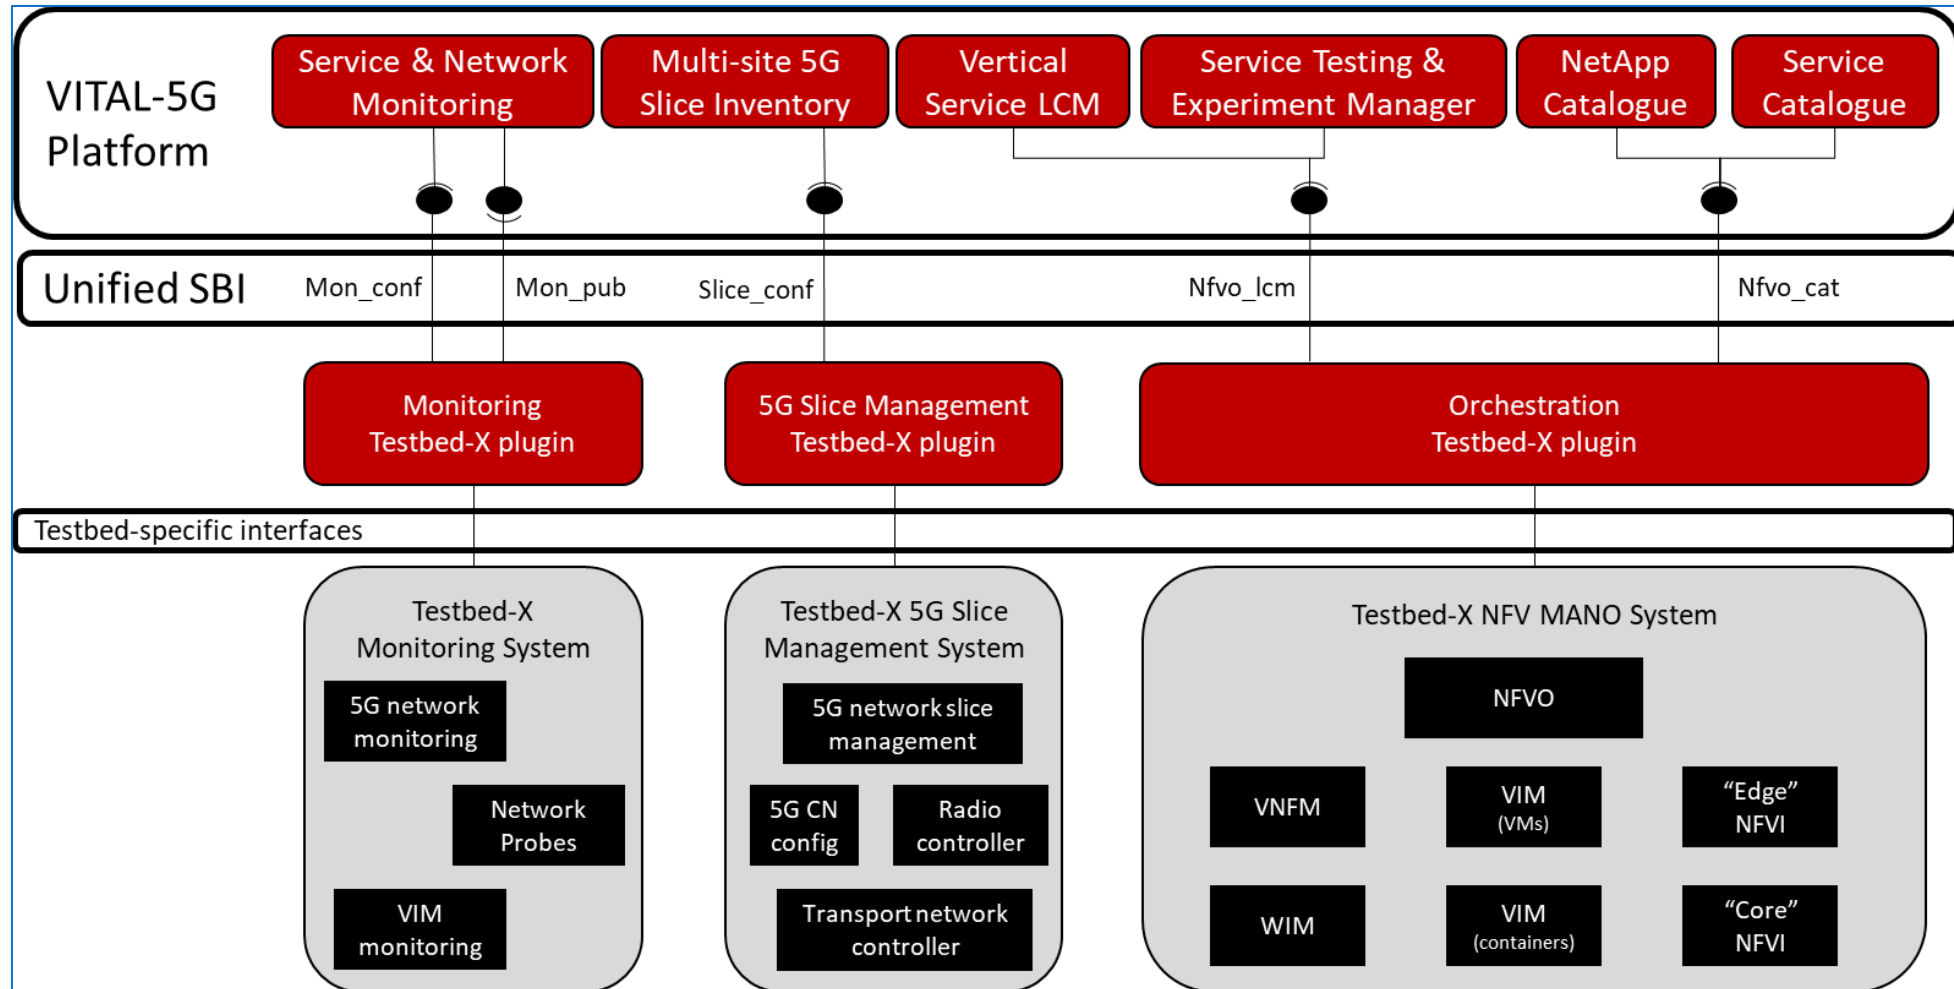 VITAL-5G
Platform
Service & Network
Monitoring
Multi-site 5G
Slice Inventory
Vertical
Service LCM
Service Testing &
Experiment Manager
NetApp
Catalogue
Service
Catalogue
Unified SBI
Mon_conf
Mon_pub
Slice_conf
Nfvo_lcm
Nfvo_cat
Monitoring
Testbed-X plugin
5G Slice Management
Testbed-X plugin
Orchestration
Testbed-X plugin
Testbed-specific interfaces
Testbed-X
Monitoring System
5G network
monitoring
Network
Probes
VIM
monitoring
Testbed-X 5G Slice
Management System
5G network slice
management
5G CN
config
Radio
controller
Transport network
controller
Testbed-X NFV MANO System
NFVO
VNFM
VIM
(VMs)
“Edge”
NFVI
WIM
VIM
(containers)
“Core”
NFVI